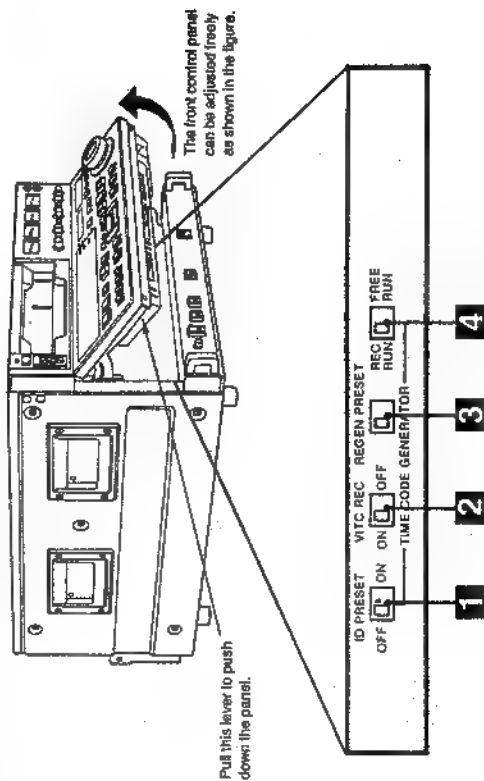 The front control panel
can be adjusted freely
as shown in the figure.
Pull this lever to push
down the panel.
ID PRESET
OFF ON
VITC REC
ON OFF
REGEN PRESET
REC RUN
FREE RUN
TIME CODE GENERATOR
1
2
3
4